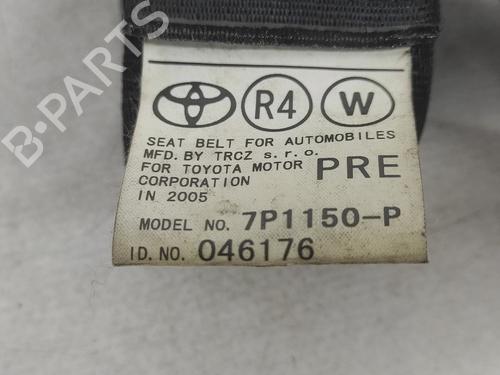 R4 W
SEAT BELT FOR AUTOMOBILES
MFD. BY TRCZ s.r.o.
FOR TOYOTA MOTOR PRE
CORPORATION
IN 2005
MODEL NO. 7P1150-P
ID.NO. 046176